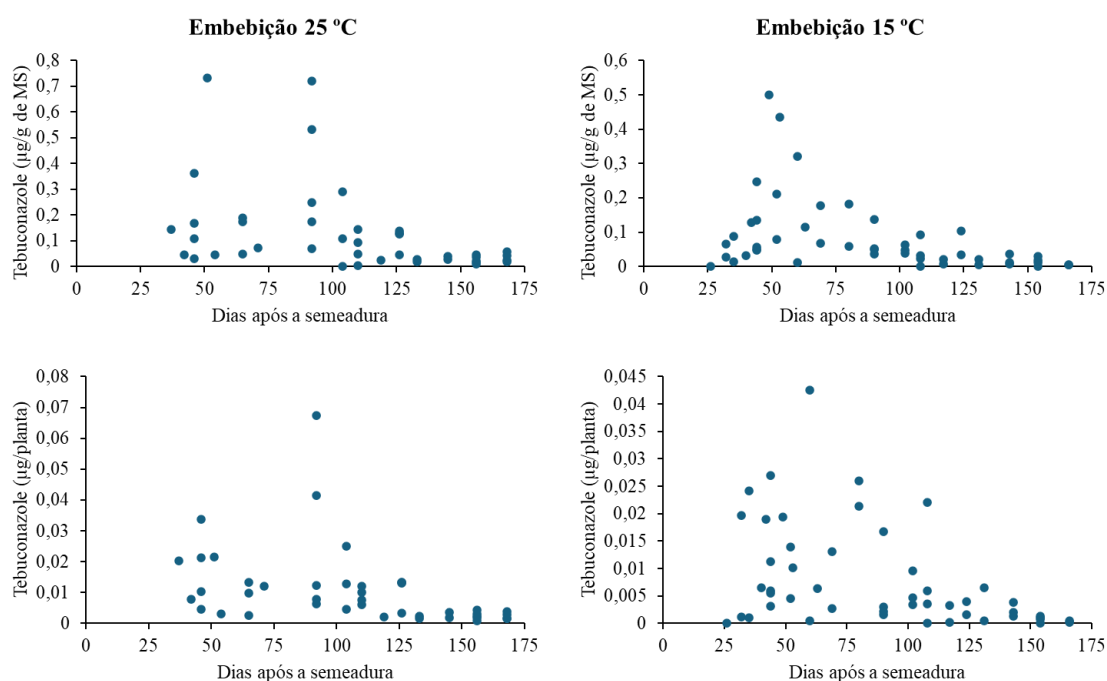 Embebição 25 ºC
Tebuconazole (µg/g de MS)
0,8
0,7
0,6
0,5
0,4
0,3
0,2
0,1
0
0 25 50 75 100 125 150 175
Dias após a semeadura
Embebição 15 ºC
Tebuconazole (µg/g de MS)
0,6
0,5
0,4
0,3
0,2
0,1
0
0 25 50 75 100 125 150 175
Dias após a semeadura
Tebuconazole (µg/planta)
0,08
0,07
0,06
0,05
0,04
0,03
0,02
0,01
0
0 25 50 75 100 125 150 175
Dias após a semeadura
Tebuconazole (µg/planta)
0,045
0,04
0,035
0,03
0,025
0,02
0,015
0,01
0,005
0
0 25 50 75 100 125 150 175
Dias após a semeadura